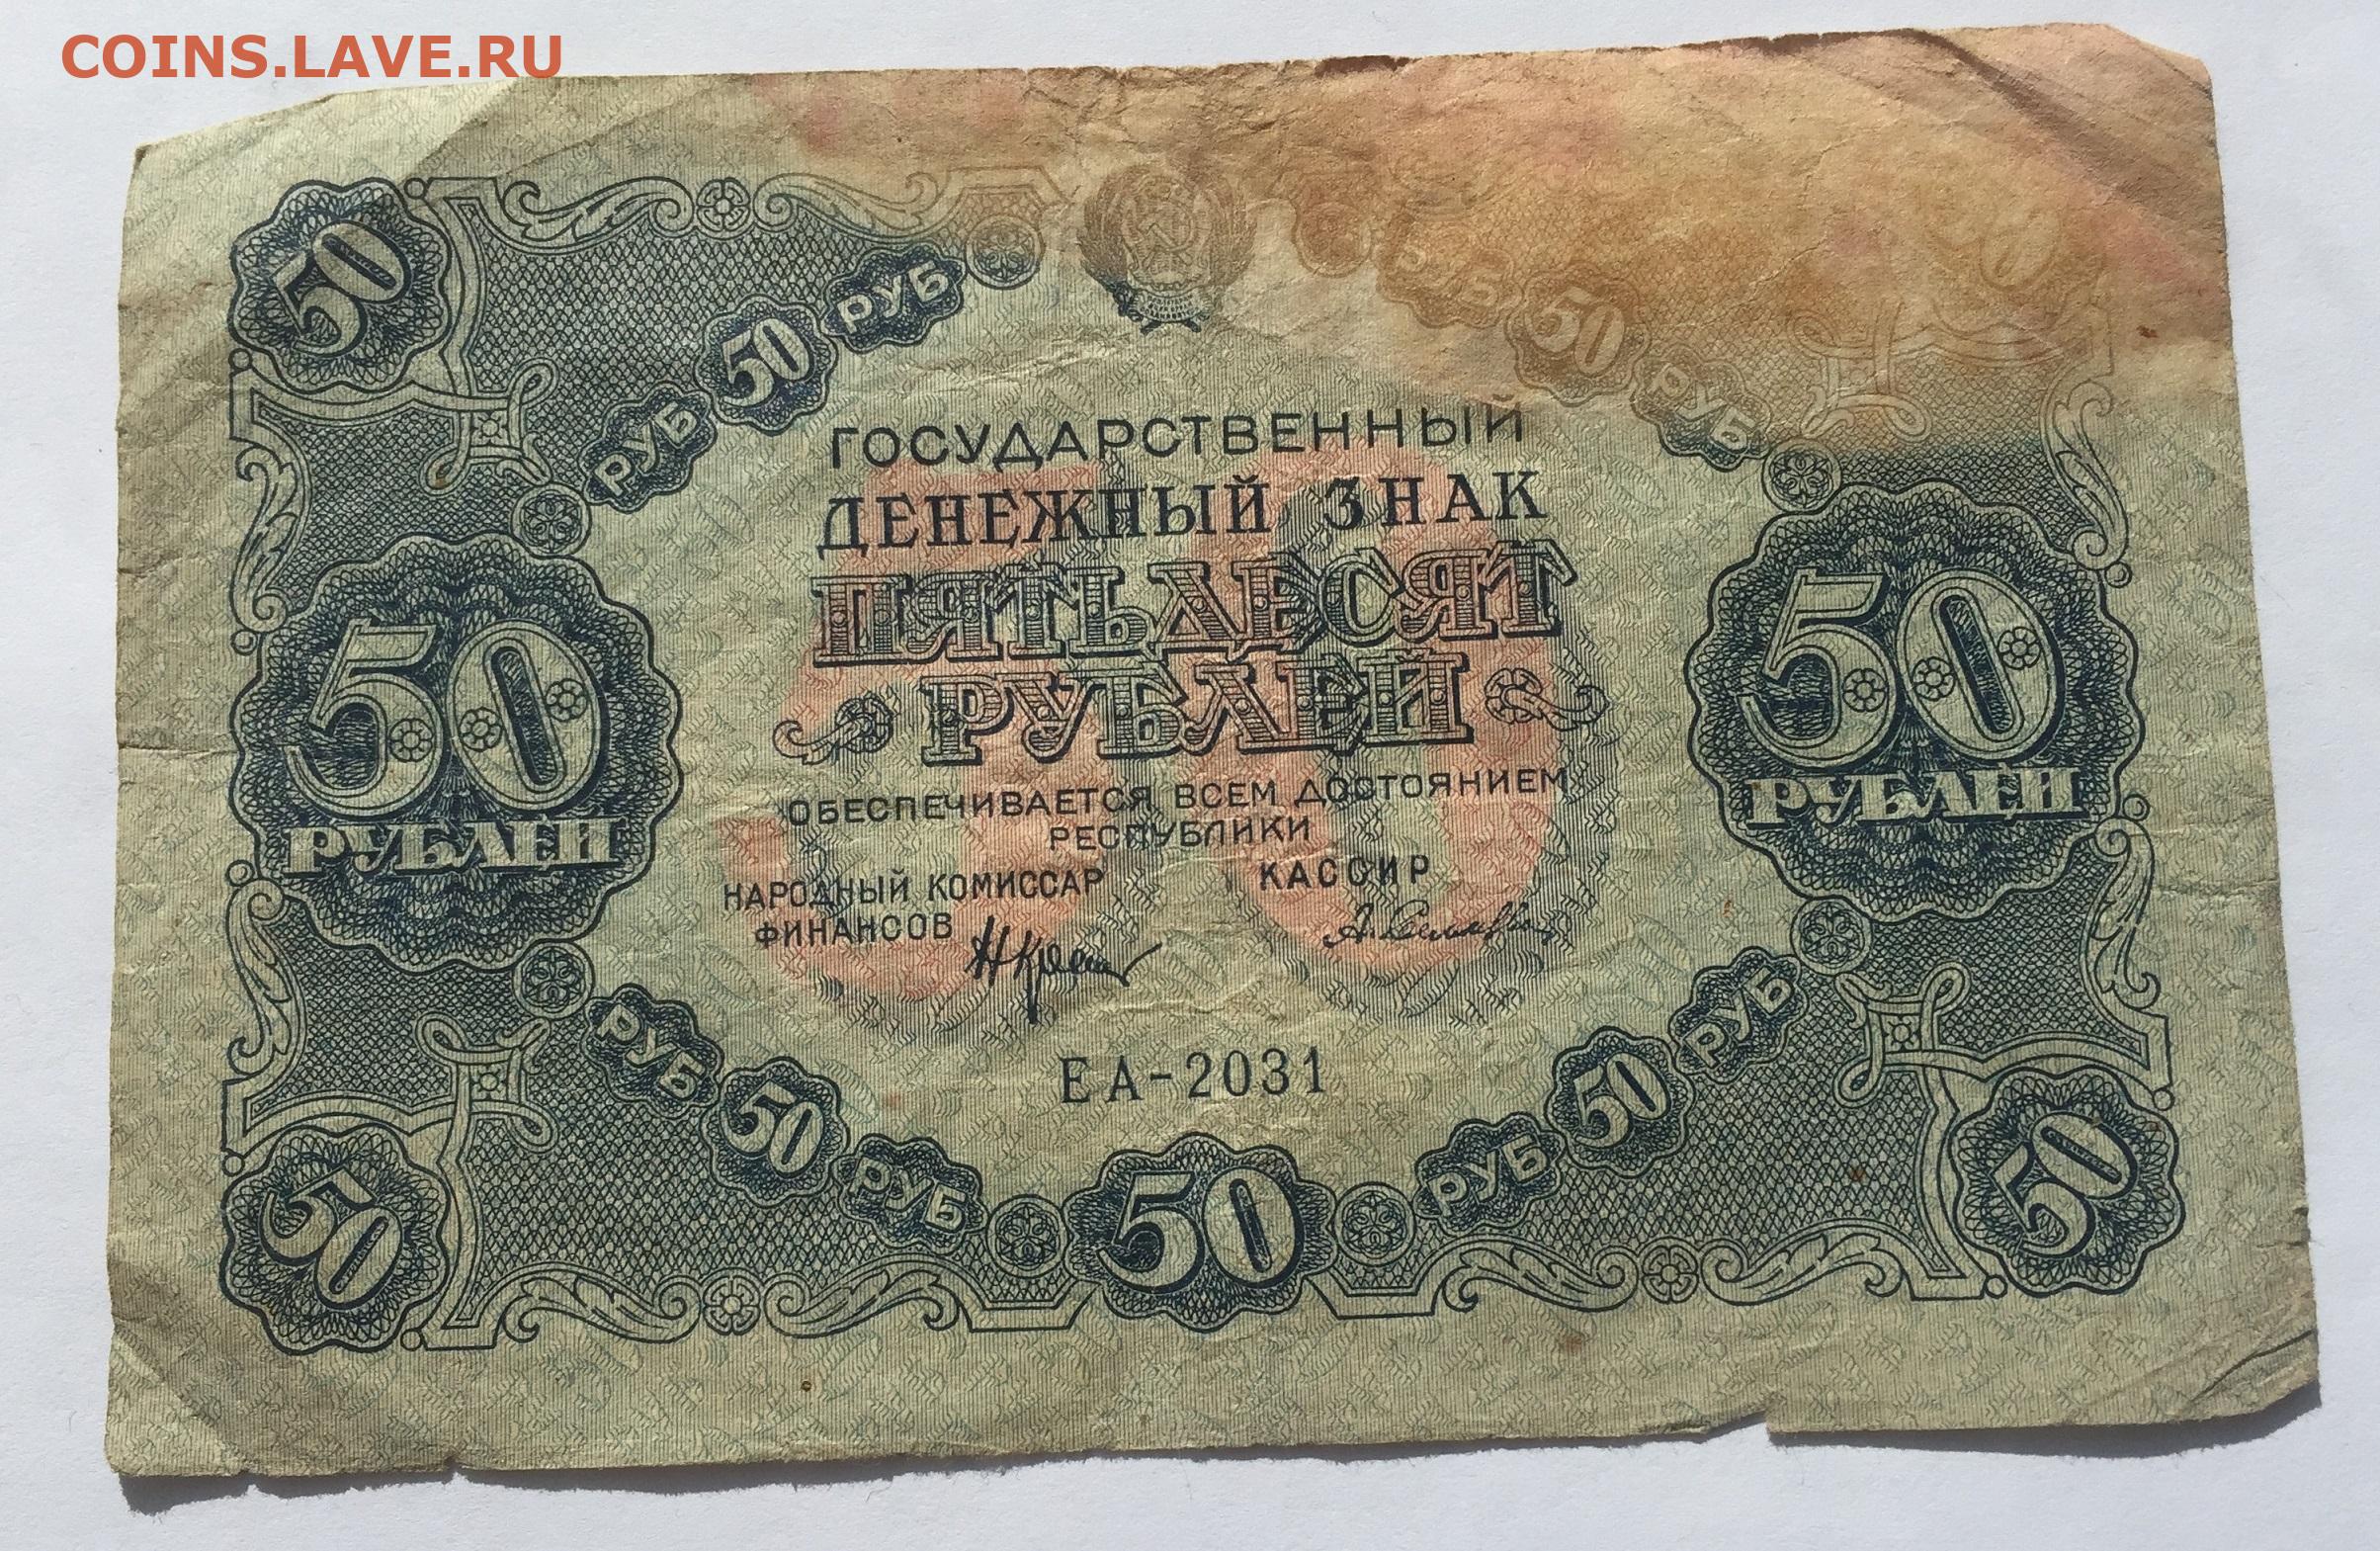 COINS.LAVE.RU
50
РУБ 50 РУБ
РУБ 50 РУБ
50
ГОСУДАРСТВЕННЫЙ
ДЕНЕЖНЫЙ ЗНАК
ПЯТЬДЕСЯТ
РУБЛЕЙ
50
РУБЛЕЙ
50
РУБЛЕЙ
ОБЕСПЕЧИВАЕТСЯ ВСЕМ ДОСТОЯНИЕМ
РЕСПУБЛИКИ
НАРОДНЫЙ КОМИССАР
ФИНАНСОВ
КАССИР
ЕА-2031
РУБ 50 РУБ
50
РУБ 50 РУБ
50
50